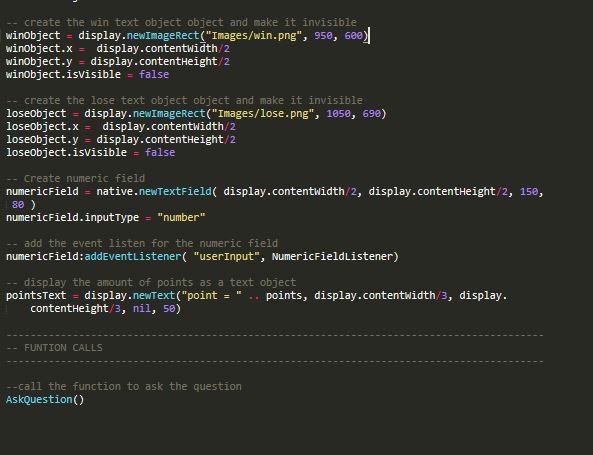 -- create the win text object object and make it invisible
winObject = display.newImageRect("Images/win.png", 950, 600)
winObject.x =  display.contentWidth/2
winObject.y = display.contentHeight/2
winObject.isVisible = false
-- create the lose text object object and make it invisible
loseObject = display.newImageRect("Images/lose.png", 1050, 690)
loseObject.x =  display.contentWidth/2
loseObject.y = display.contentHeight/2
loseObject.isVisible = false
-- Create numeric field
numericField = native.newTextField( display.contentWidth/2, display.contentHeight/2, 150,
80 )
numericField.inputType = "number"
-- add the event listen for the numeric field
numericField:addEventListener( "userInput", NumericFieldListener)
-- display the amount of points as a text object
pointsText = display.newText("point = " .. points, display.contentWidth/3, display.
contentHeight/3, nil, 50)
-----------------------------------------------------------------------------------------
-- FUNTION CALLS
-----------------------------------------------------------------------------------------
--call the function to ask the question
AskQuestion()